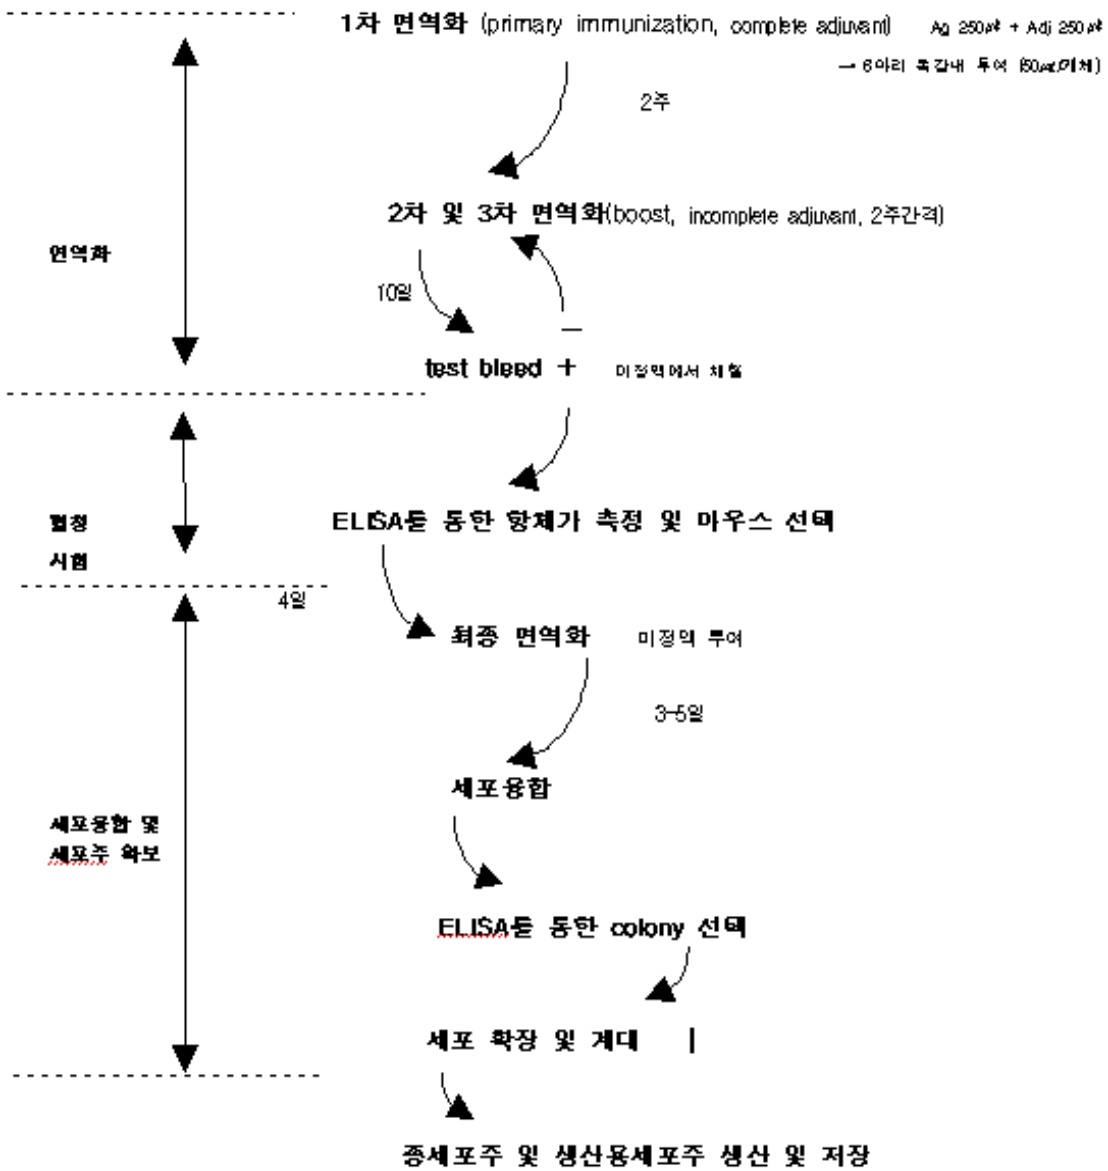 1차 면역화 (primary immunization, complete adjuvant) Ag 250㎕ + Adj 250㎕
→ 6마리 복강내 투여 (50㎕/개체)
2주
2차 및 3차 면역화(boost, incomplete adjuvant, 2주간격)
면역화
10일
−
test bleed + 미정맥에서 채혈
ELISA를 통한 항체가 측정 및 마우스 선택
혈청
시험
4일
최종 면역화 미정맥 투여
3-5일
세포융합
세포융합 및
세포주 확보
ELISA를 통한 colony 선택
세포 확장 및 계대
종세포주 및 생산용세포주 생산 및 저장